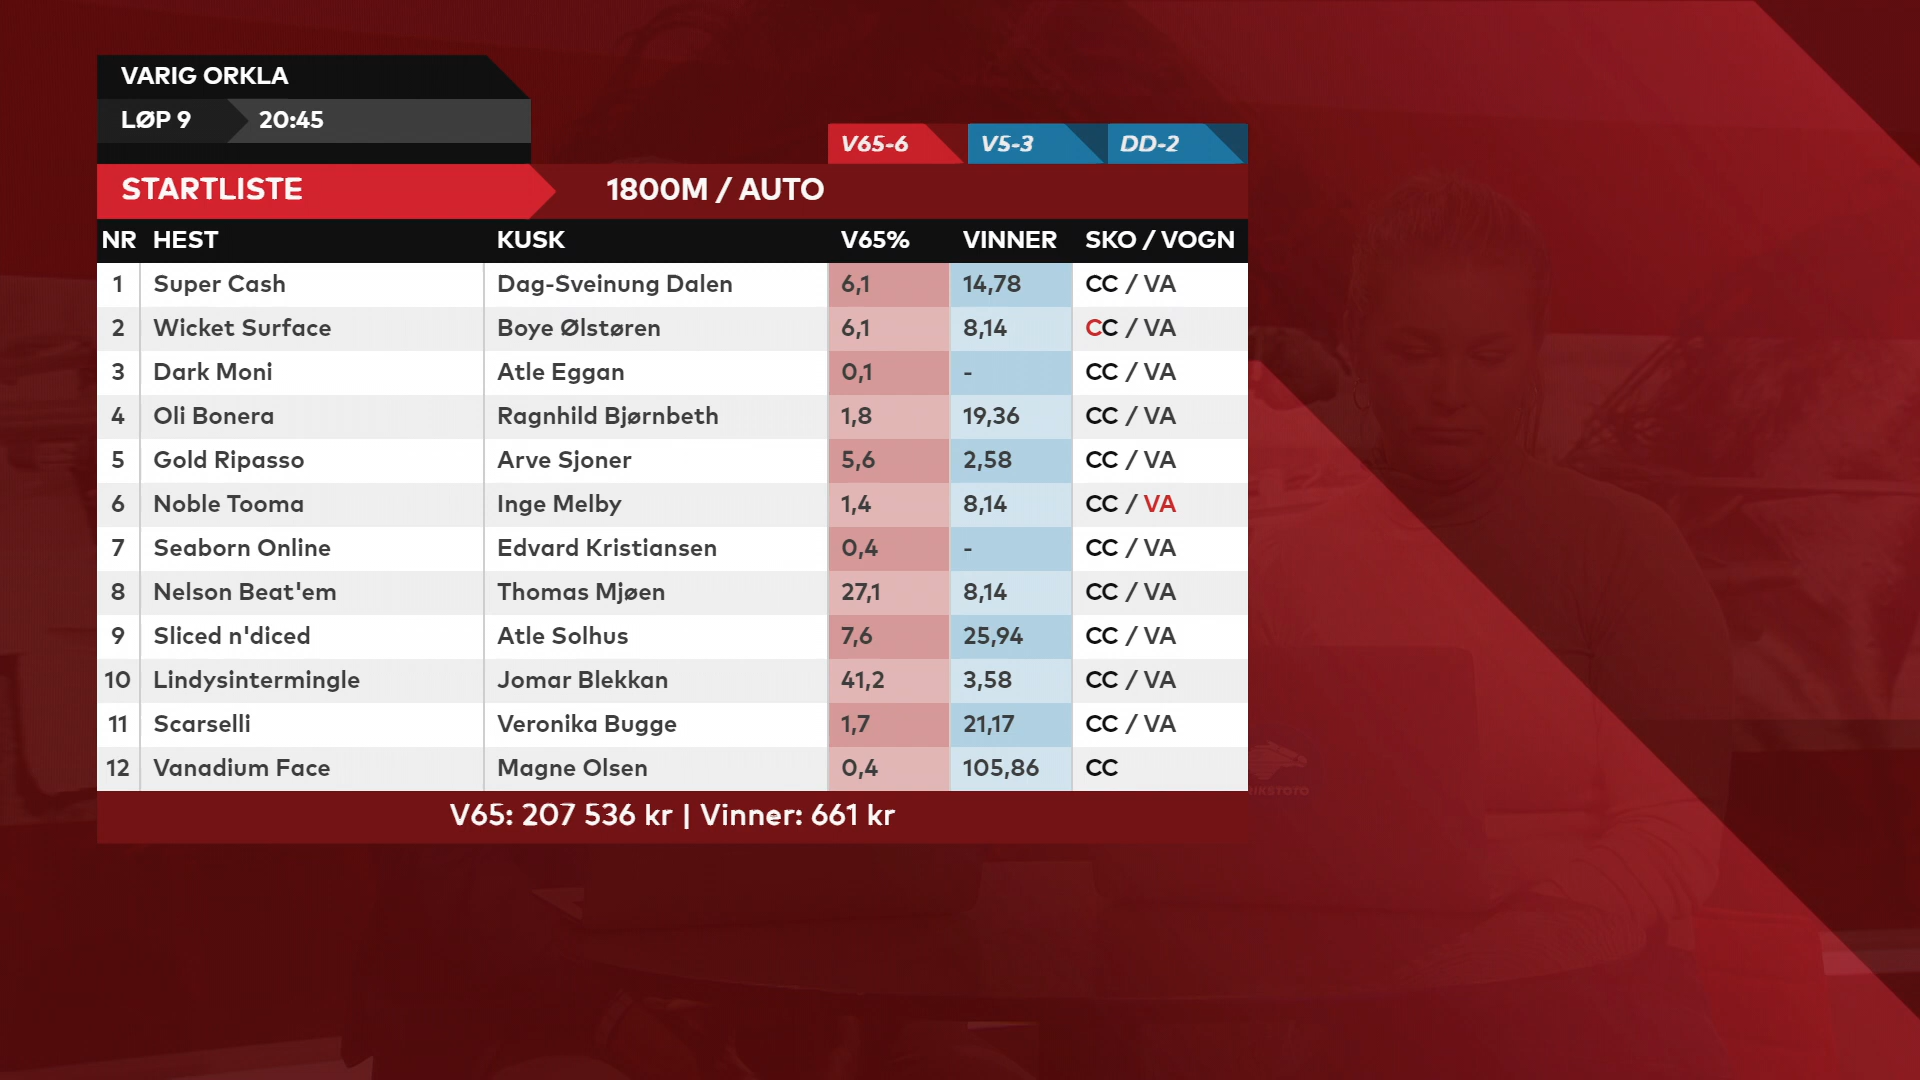 VARIG ORKLA
LØP 9 20:45
V65-6 V5-3 DD-2
STARTLISTE 1800M / AUTO
NR HEST KUSK V65% VINNER SKO / VOGN
1 Super Cash Dag-Sveinung Dalen 6,1 14,78 CC / VA
2 Wicket Surface Boye Ølstøren 6,1 8,14 CC / VA
3 Dark Moni Atle Eggan 0,1 - CC / VA
4 Oli Bonera Ragnhild Bjørnbeth 1,8 19,36 CC / VA
5 Gold Ripasso Arve Sjoner 5,6 2,58 CC / VA
6 Noble Tooma Inge Melby 1,4 8,14 CC / VA
7 Seaborn Online Edvard Kristiansen 0,4 - CC / VA
8 Nelson Beat'em Thomas Mjøen 27,1 8,14 CC / VA
9 Sliced n'diced Atle Solhus 7,6 25,94 CC / VA
10 Lindysintermingle Jomar Blekkan 41,2 3,58 CC / VA
11 Scarselli Veronika Bugge 1,7 21,17 CC / VA
12 Vanadium Face Magne Olsen 0,4 105,86 CC
V65: 207 536 kr | Vinner: 661 kr